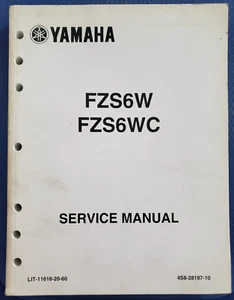 YAMAHA
FZS6W
FZS6WC
SERVICE MANUAL
LIT-11616-20-60
4S8-28197-10